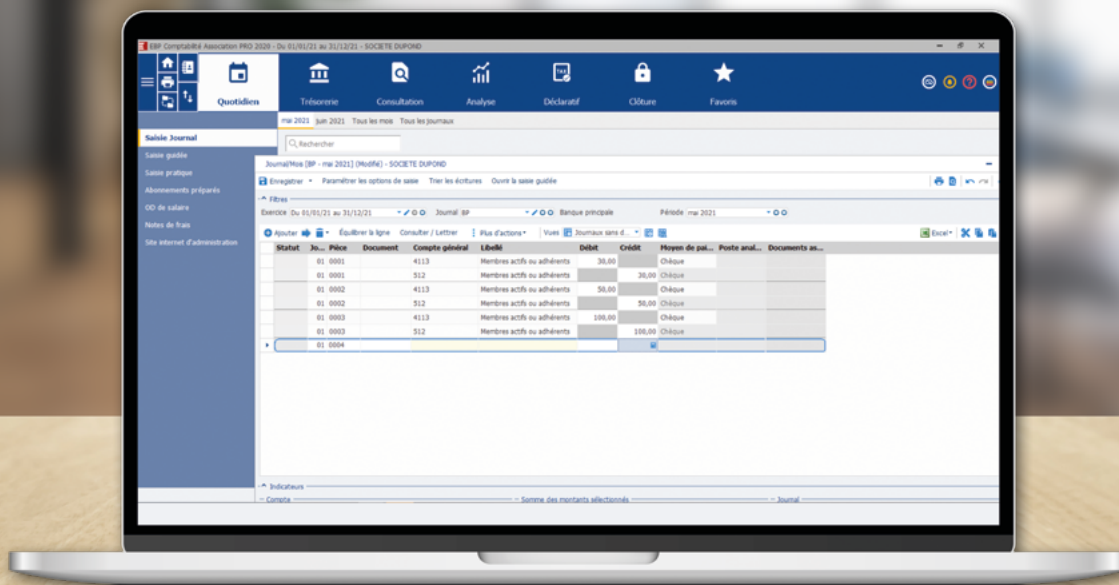 EBP Comptabilité Association PRO 2020 - Du 01/01/21 au 31/12/21 - SOCIETE DUPOND
Quotidien Trésorerie Consultation Analyse Déclaratif Clôture Favoris
mai 2021 juin 2021 Tous les mois Tous les journaux
Saisie Journal
Rechercher
Saisie guidée
Journal/Mois [BP - mai 2021] (Modifié) - SOCIETE DUPOND
Saisie pratique
Enregistrer Paramétrer les options de saisie Trier les écritures Ouvrir la saisie guidée
Abonnements préparés
Filtres
OD de salaire
Exercice Du 01/01/21 au 31/12/21 Journal BP Banque principale Période mai 2021
Notes de frais
Ajouter Équilibrer la ligne Consulter / Lettrer Plus d'actions Vues Journaux sans d... Excel
Site internet d'administration
Statut Jo... Pièce Document Compte général Libellé Débit Crédit Moyen de pai... Poste anal... Documents as...
01 0001 4113 Membres actifs ou adhérents 30,00 Chèque
01 0001 512 Membres actifs ou adhérents 30,00 Chèque
01 0002 4113 Membres actifs ou adhérents 50,00 Chèque
01 0002 512 Membres actifs ou adhérents 50,00 Chèque
01 0003 4113 Membres actifs ou adhérents 100,00 Chèque
01 0003 512 Membres actifs ou adhérents 100,00 Chèque
01 0004
Indicateurs
Compte Somme des montants sélectionnés Journal